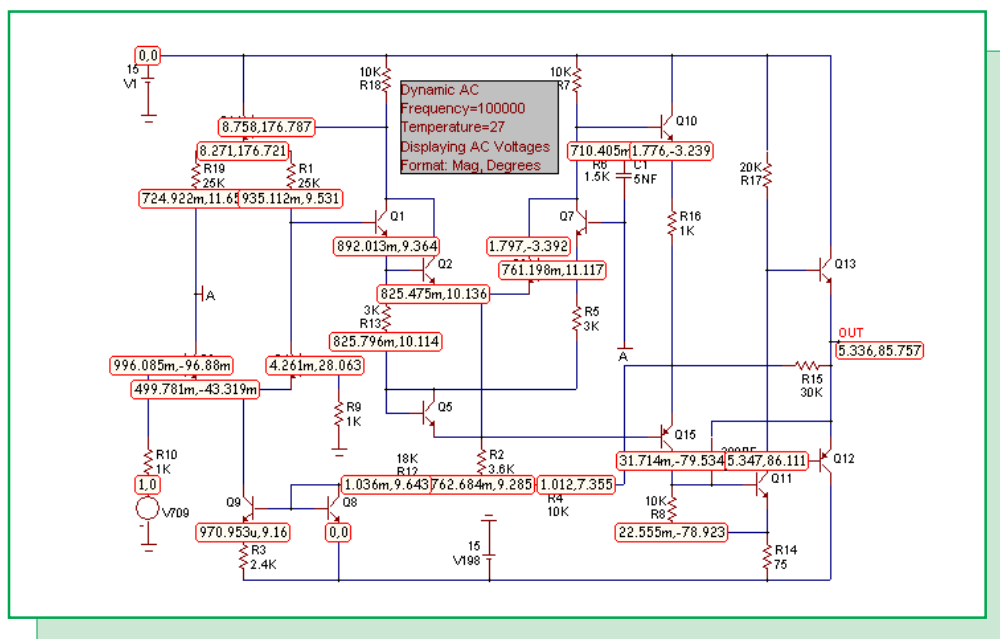 0,0
15
V1
10K
R18
10K
R7
Dynamic AC
Frequency=100000
Temperature=27
Displaying AC Voltages
Format: Mag, Degrees
Q10
8.758,176.787
8.271,176.721
710.405m
1.776,-3.239
R19
25K
R1
25K
R6
1.5K
C1
5NF
20K
R17
724.922m,11.65
935.112m,9.531
Q1
Q7
R16
1K
892.013m,9.364
1.797,-3.392
Q2
761.198m,11.117
Q13
825.475m,10.136
A
3K
R13
R5
3K
OUT
825.796m,10.114
A
5.336,85.757
996.085m,-96.88m
4.261m,28.063
R15
30K
499.781m,-43.319m
R9
1K
Q5
Q15
R10
1K
18K
R12
R2
3.6K
31.714m,-79.534
5.347,86.111
Q12
1,0
1.036m,9.643
762.684m,9.285
1.012,7.355
Q11
R4
10K
10K
R8
V709
Q9
Q8
970.953u,9.16
0,0
22.555m,-78.923
R3
2.4K
15
V198
R14
75